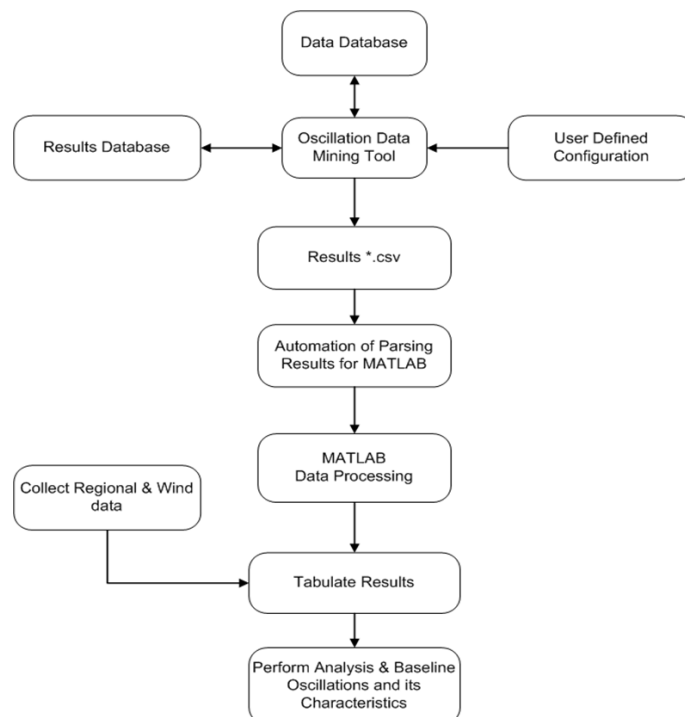 Data Database
Results Database
Oscillation Data
Mining Tool
User Defined
Configuration
Results *.csv
Automation of Parsing
Results for MATLAB
MATLAB
Data Processing
Collect Regional & Wind
data
Tabulate Results
Perform Analysis & Baseline
Oscillations and its
Characteristics